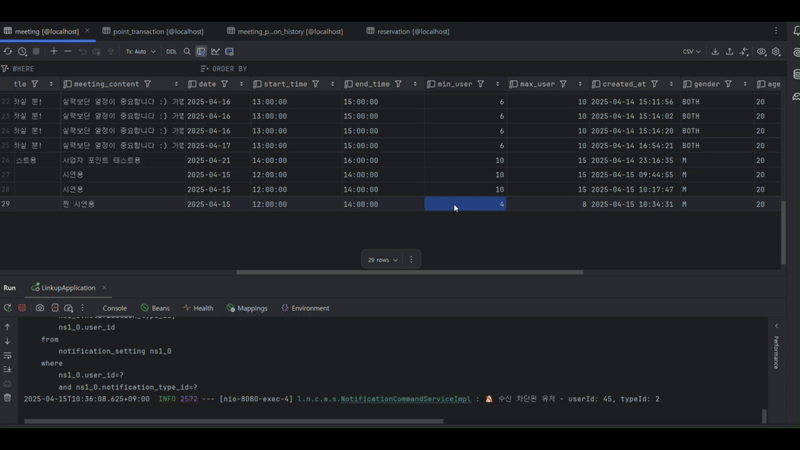 meeting [@localhost] point_transaction [@localhost] meeting_p...on_history [@localhost] reservation [@localhost]
Tx: Auto DDL CSV
WHERE ORDER BY
tle meeting_content date start_time end_time min_user max_user created_at gender age
22 하실 분! 실력보단 열정이 중요합니다 :) 가볍 2025-04-16 13:00:00 15:00:00 6 10 2025-04-14 15:11:56 BOTH 20
23 하실 분! 실력보단 열정이 중요합니다 :) 가볍 2025-04-16 13:00:00 15:00:00 6 10 2025-04-14 15:14:02 BOTH 20
24 하실 분! 실력보단 열정이 중요합니다 :) 가볍 2025-04-16 13:00:00 15:00:00 6 10 2025-04-14 15:14:20 BOTH 20
25 하실 분! 실력보단 열정이 중요합니다 :) 가볍 2025-04-17 13:00:00 15:00:00 6 10 2025-04-14 16:54:21 BOTH 20
26 스트용 사업자 포인트 테스트용 2025-04-21 14:00:00 16:00:00 10 15 2025-04-14 23:16:35 M 20
27 시연용 2025-04-15 12:00:00 14:00:00 10 15 2025-04-15 09:44:55 M 20
28 시연용 2025-04-15 12:00:00 14:00:00 10 15 2025-04-15 10:17:47 M 20
29 찐 시연용 2025-04-15 12:00:00 14:00:00 4 8 2025-04-15 10:34:31 M 20
29 rows
Run LinkupApplication
Console Beans Health Mappings Environment
ns1_0.user_id
from
notification_setting ns1_0
where
ns1_0.user_id=?
and ns1_0.notification_type_id=?
2025-04-15T10:36:08.625+09:00 INFO 2572 --- [nio-8080-exec-4] l.n.c.a.s.NotificationCommandServiceImpl : 🔕 수신 차단된 유저 - userId: 45, typeId: 2
Performance